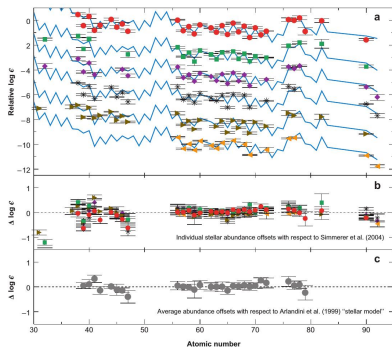 a
Relative log ε
0
−2
−4
−6
−8
−10
−12
b
Δ log ε
1
0
−1
Individual stellar abundance offsets with respect to Simmerer et al. (2004)
c
Δ log ε
1
0
−1
Average abundance offsets with respect to Arlandini et al. (1999) "stellar model"
30 40 50 60 70 80 90
Atomic number